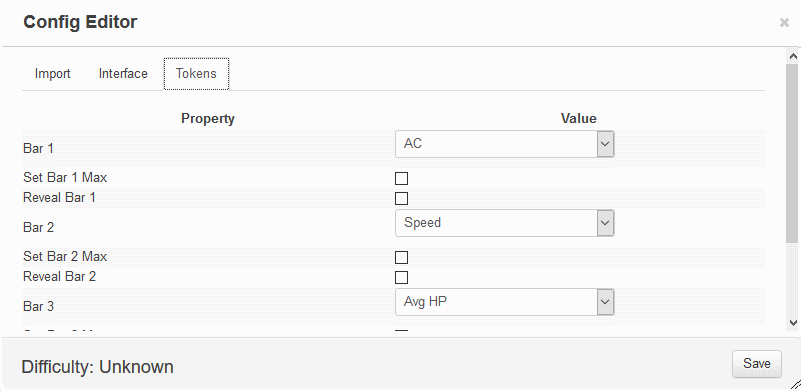 Config Editor
Import Interface Tokens
Property Value
Bar 1 AC
Set Bar 1 Max
Reveal Bar 1
Bar 2 Speed
Set Bar 2 Max
Reveal Bar 2
Bar 3 Avg HP
Difficulty: Unknown Save